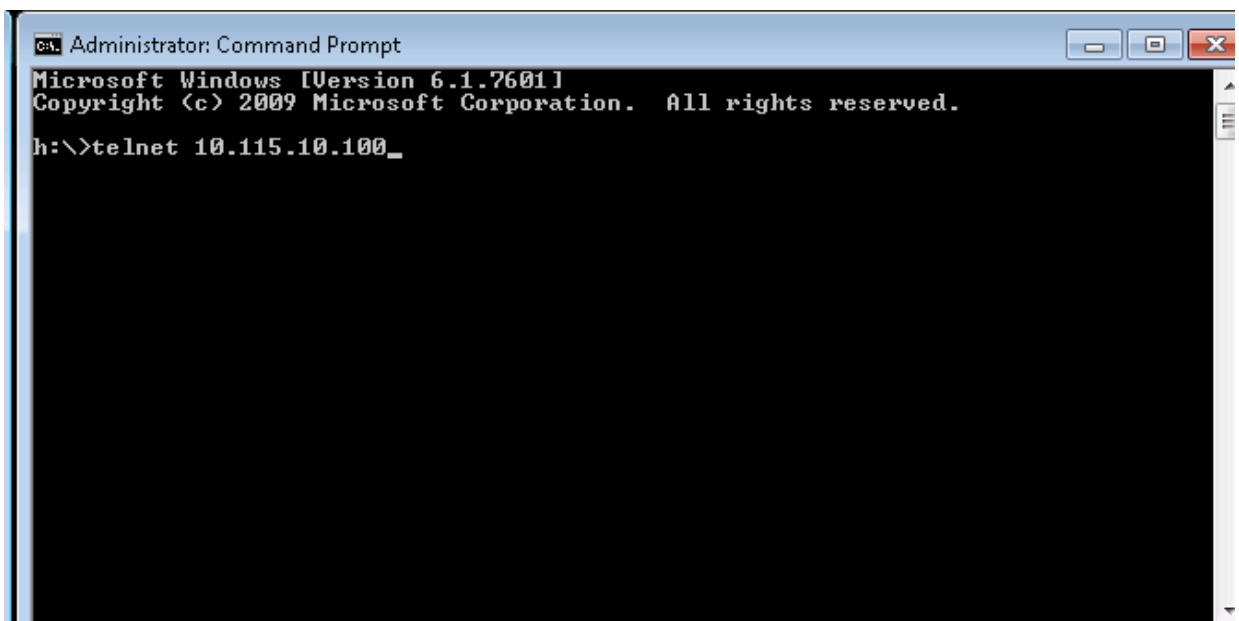 Administrator: Command Prompt
Microsoft Windows [Version 6.1.7601]
Copyright (c) 2009 Microsoft Corporation.  All rights reserved.
h:\>telnet 10.115.10.100_